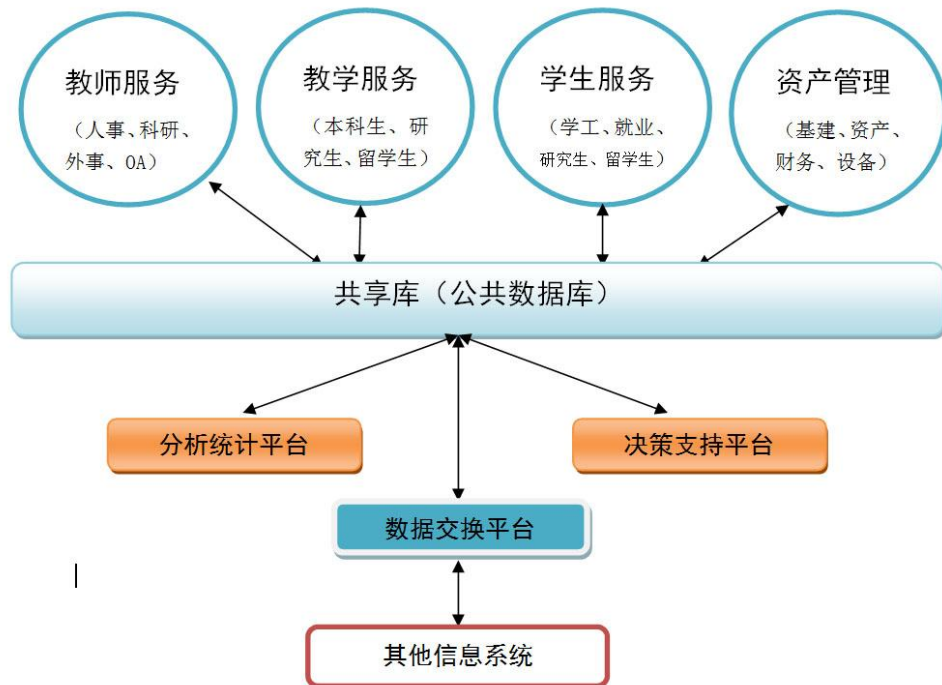 教师服务
（人事、科研、
外事、OA）
教学服务
（本科生、研
究生、留学生）
学生服务
（学工、就业、
研究生、留学生）
资产管理
（基建、资产、
财务、设备）
共享库（公共数据库）
分析统计平台
决策支持平台
数据交换平台
其他信息系统